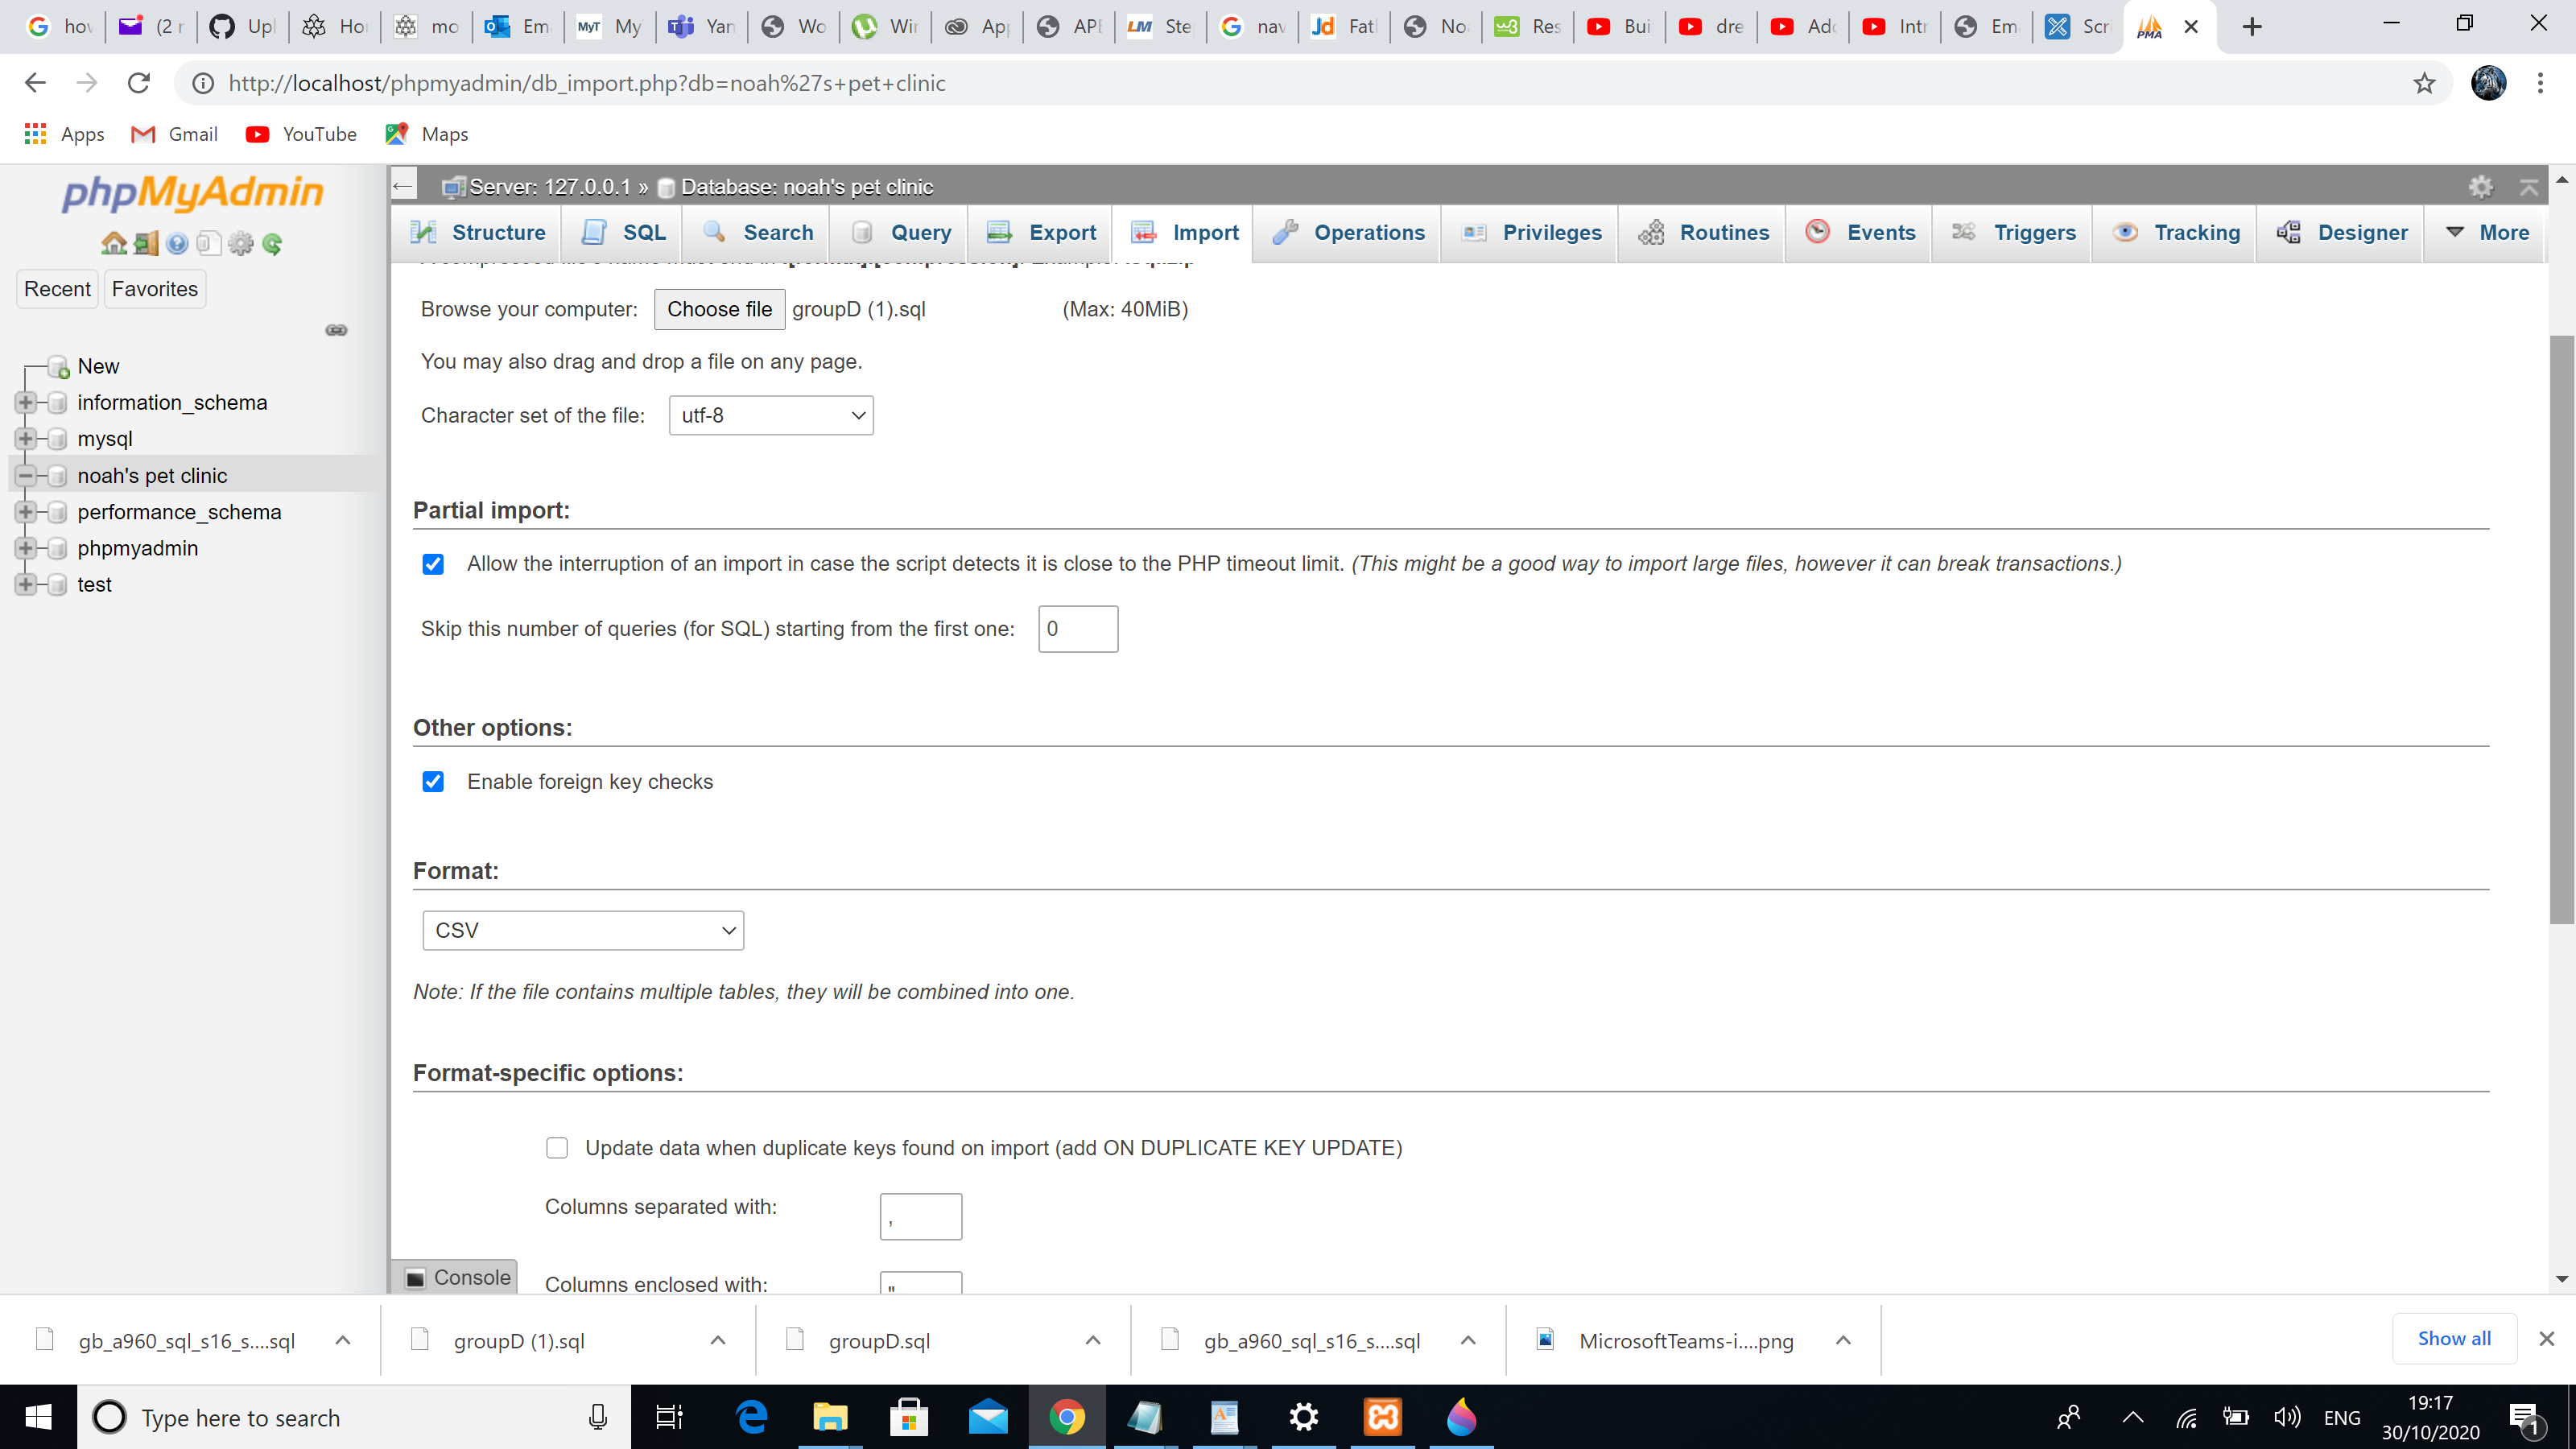 hov
(2 r
Upl
Ho
mo
Em
MyT My
Yan
Wo
Wir
App
APE
LM Ste
nav
Jd Fatl
No
Res
Bui
dre
Adc
Intr
Em
Scr
PMA
http://localhost/phpmyadmin/db_import.php?db=noah%27s+pet+clinic
Apps Gmail YouTube Maps
phpMyAdmin
Recent Favorites
New
information_schema
mysql
noah's pet clinic
performance_schema
phpmyadmin
test
Server: 127.0.0.1 » Database: noah's pet clinic
Structure SQL Search Query Export Import Operations Privileges Routines Events Triggers Tracking Designer More
Browse your computer: Choose file groupD (1).sql (Max: 40MiB)
You may also drag and drop a file on any page.
Character set of the file: utf-8
Partial import:
Allow the interruption of an import in case the script detects it is close to the PHP timeout limit. (This might be a good way to import large files, however it can break transactions.)
Skip this number of queries (for SQL) starting from the first one: 0
Other options:
Enable foreign key checks
Format:
CSV
Note: If the file contains multiple tables, they will be combined into one.
Format-specific options:
Update data when duplicate keys found on import (add ON DUPLICATE KEY UPDATE)
Columns separated with: ,
Columns enclosed with: "
Console
gb_a960_sql_s16_s....sql groupD (1).sql groupD.sql gb_a960_sql_s16_s....sql MicrosoftTeams-i....png Show all
Type here to search
ENG
19:17
30/10/2020
1